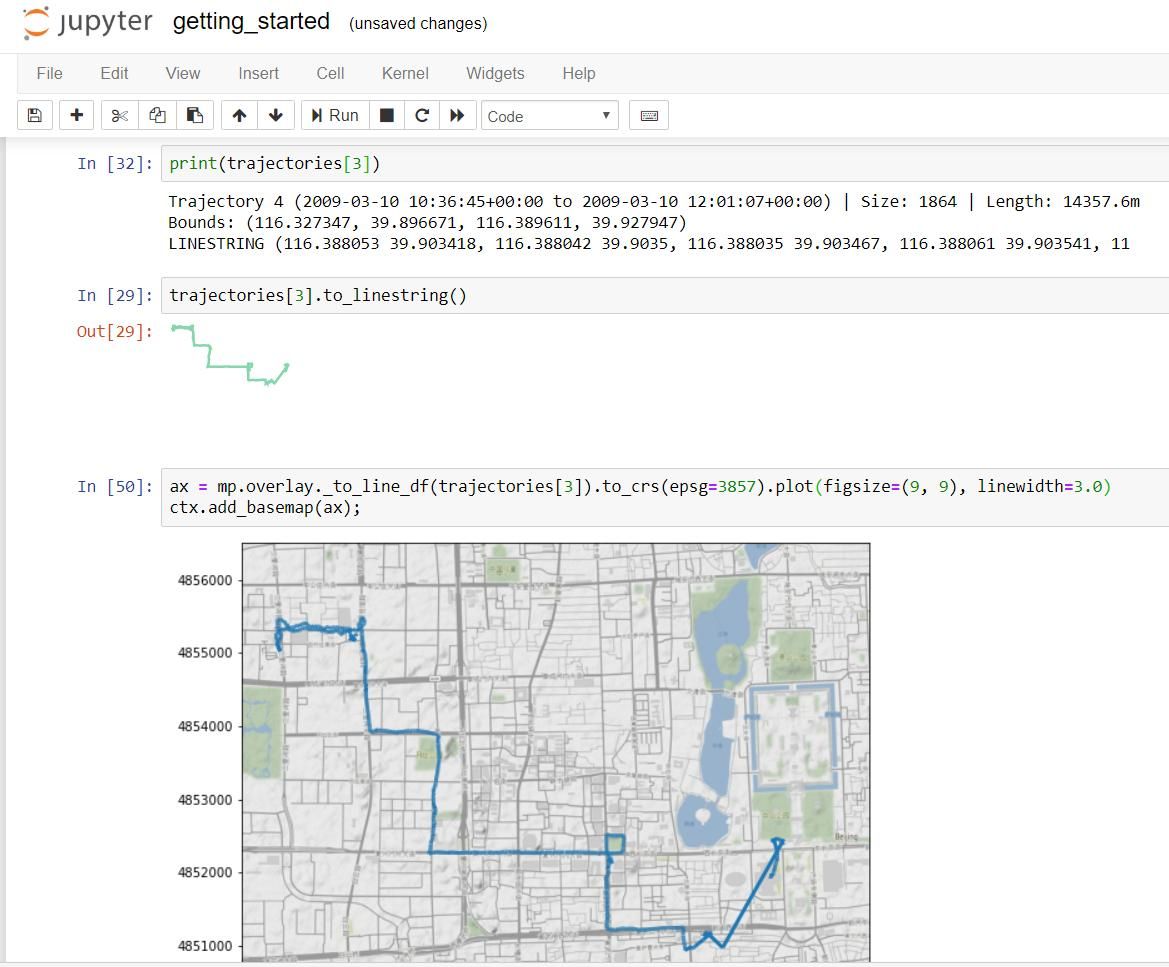 jupyter getting_started (unsaved changes)
File Edit View Insert Cell Kernel Widgets Help
Run Code
In [32]: print(trajectories[3])
Trajectory 4 (2009-03-10 10:36:45+00:00 to 2009-03-10 12:01:07+00:00) | Size: 1864 | Length: 14357.6m
Bounds: (116.327347, 39.896671, 116.389611, 39.927947)
LINESTRING (116.388053 39.903418, 116.388042 39.9035, 116.388035 39.903467, 116.388061 39.903541, 11
In [29]: trajectories[3].to_linestring()
Out[29]:
In [50]: ax = mp.overlay._to_line_df(trajectories[3]).to_crs(epsg=3857).plot(figsize=(9, 9), linewidth=3.0)
ctx.add_basemap(ax);
4856000
4855000
4854000
4853000
Beijing
4852000
4851000